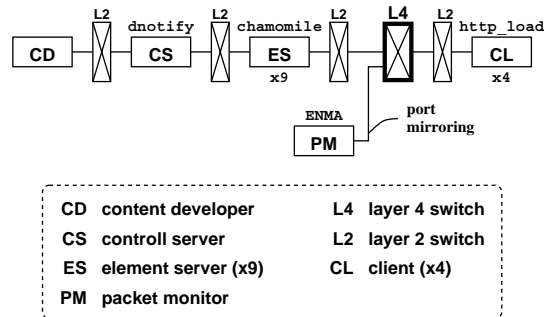 L2 L2 L2 L4 L2
dnotify chamomile http_load
CD CS ES CL
x9 x4
ENMA
PM
port
mirroring
CD content developer L4 layer 4 switch
CS controll server L2 layer 2 switch
ES element server (x9) CL client (x4)
PM packet monitor